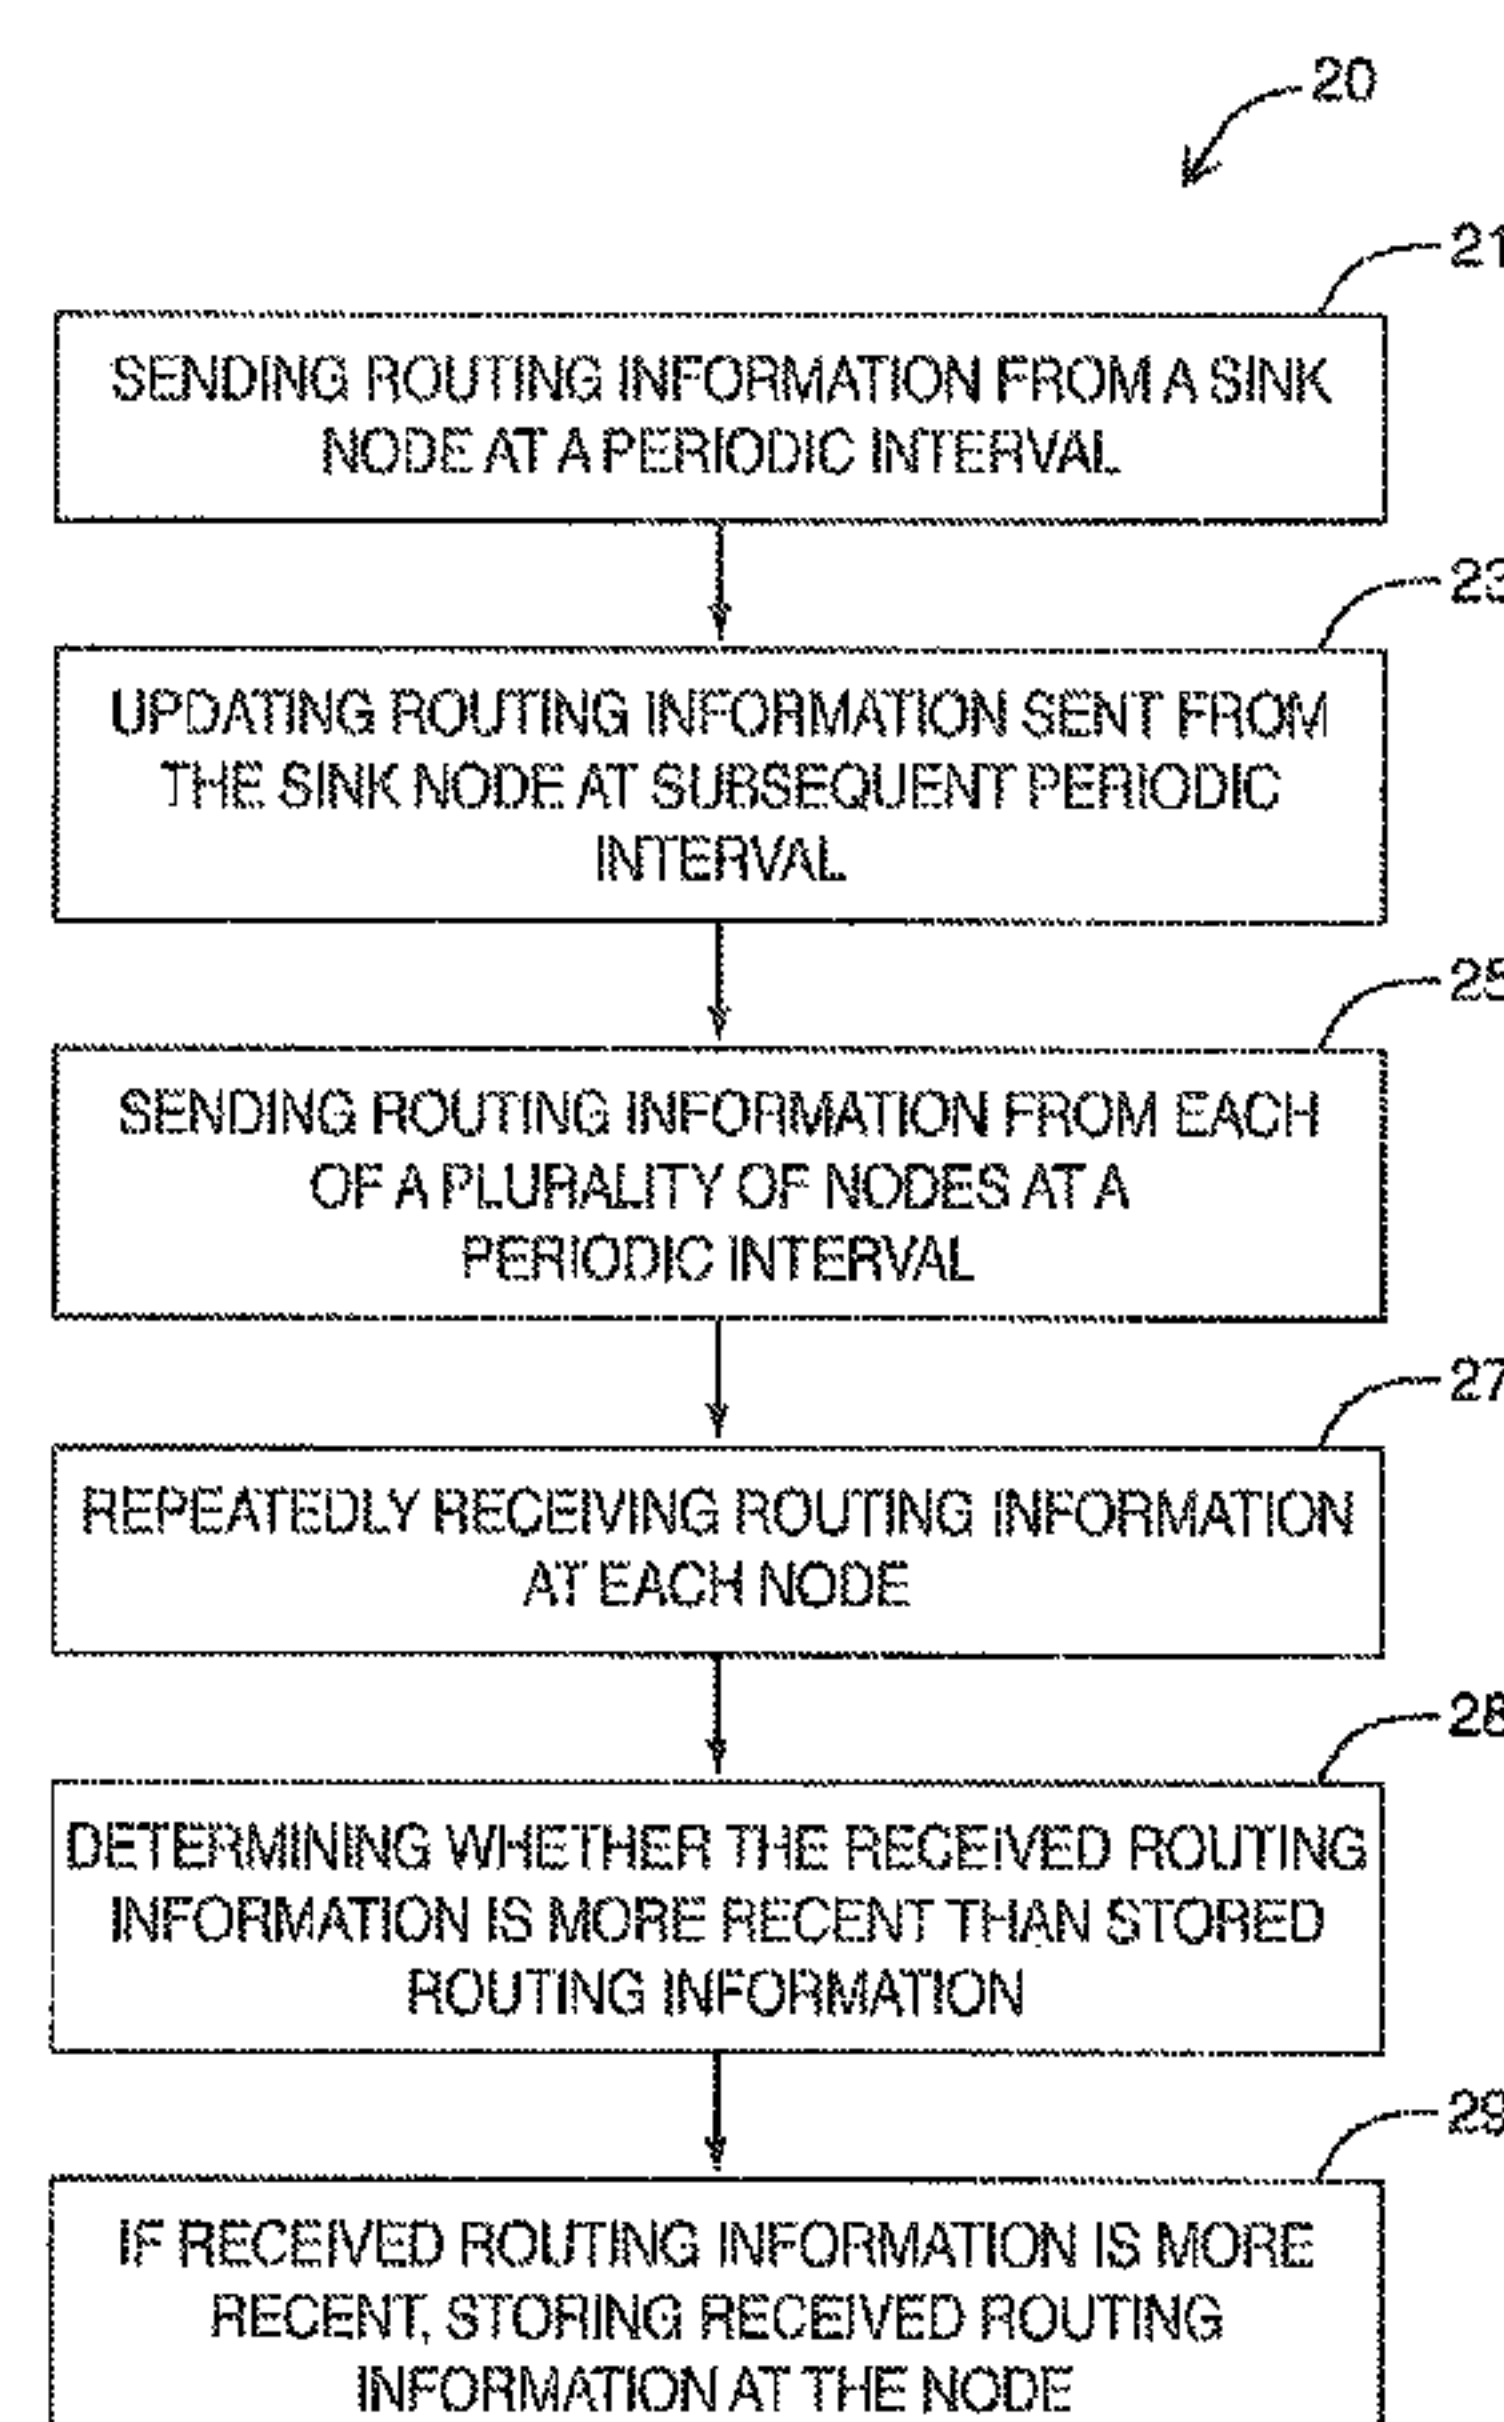 20
21
SENDING ROUTING INFORMATION FROM A SINK
NODE AT A PERIODIC INTERVAL
23
UPDATING ROUTING INFORMATION SENT FROM
THE SINK NODE AT SUBSEQUENT PERIODIC
INTERVAL
25
SENDING ROUTING INFORMATION FROM EACH
OF A PLURALITY OF NODES AT A
PERIODIC INTERVAL
27
REPEATEDLY RECEIVING ROUTING INFORMATION
AT EACH NODE
28
DETERMINING WHETHER THE RECEIVED ROUTING
INFORMATION IS MORE RECENT THAN STORED
ROUTING INFORMATION
29
IF RECEIVED ROUTING INFORMATION IS MORE
RECENT, STORING RECEIVED ROUTING
INFORMATION AT THE NODE